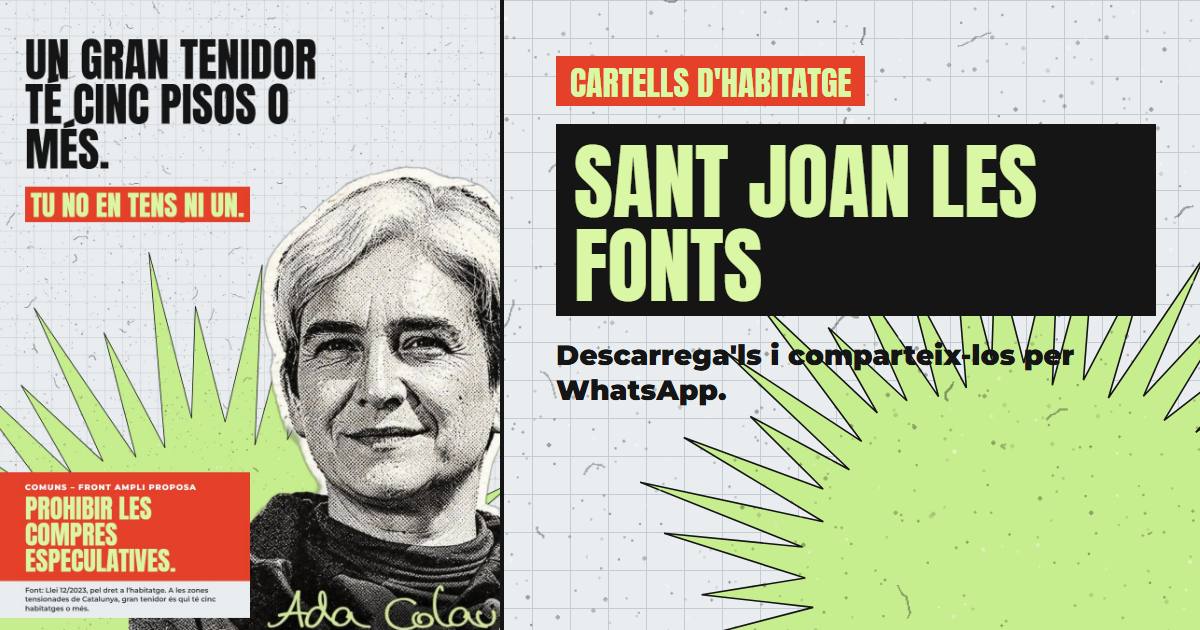 UN GRAN TENIDOR
TÉ CINC PISOS O
MÉS.
TU NO EN TENS NI UN.
COMUNS – FRONT AMPLI PROPOSA
PROHIBIR LES
COMPRES
ESPECULATIVES.
Font: Llei 12/2023, pel dret a l'habitatge. A les zones
tensionades de Catalunya, gran tenidor és qui té cinc
habitatges o més.
Ada Colau
CARTELLS D'HABITATGE
SANT JOAN LES
FONTS
Descarrega'ls i comparteix-los per
WhatsApp.